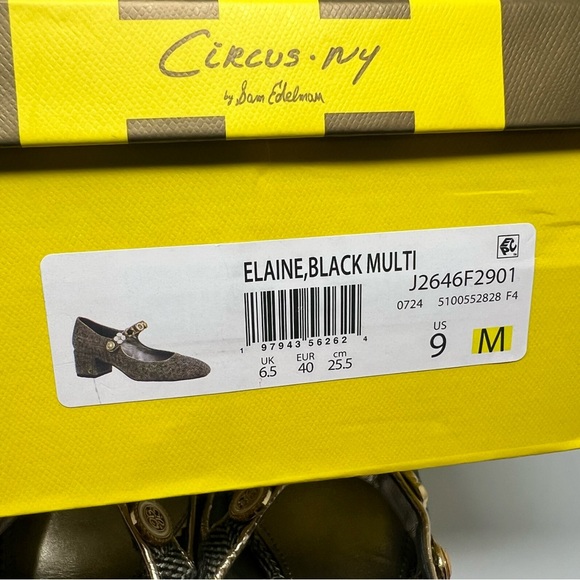 Circus·NY
by Sam Edelman
ELAINE,BLACK MULTI
J2646F2901
0724 5100552828 F4
1 97943 56262 4
UK EUR cm US
6.5 40 25.5 9 M